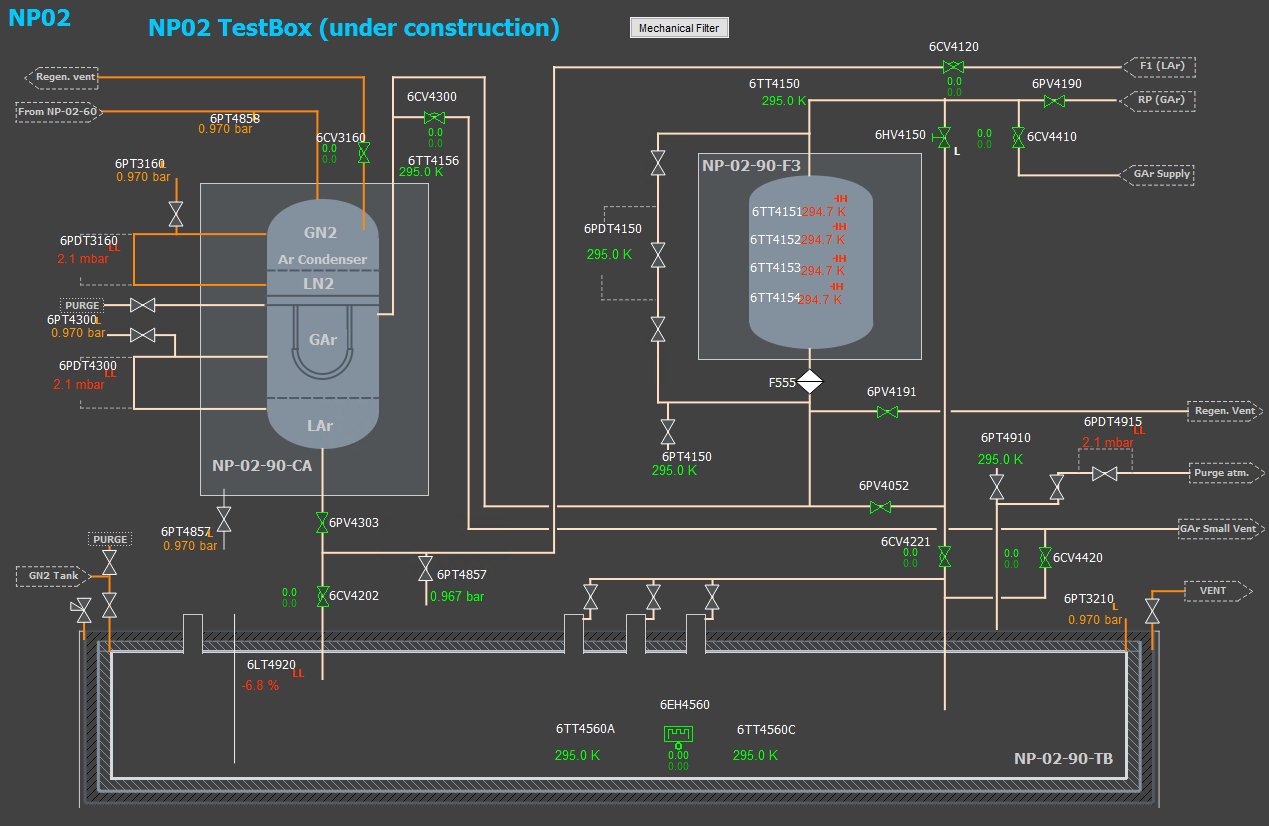 NP02
NP02 TestBox (under construction)
Mechanical Filter
6CV4120
0.0
0.0
F1 (LAr)
Regen. vent
6TT4150
295.0 K
6PV4190
RP (GAr)
From NP-02-60
6PT4858
0.970 bar
6CV4300
0.0
0.0
6CV3160
0.0
0.0
6HV4150
L
0.0
0.0
6CV4410
6TT4156
295.0 K
6PT3160
L
0.970 bar
NP-02-90-F3
GAr Supply
6TT4151
HH
294.7 K
6TT4152
HH
294.7 K
6TT4153
HH
294.7 K
6TT4154
HH
294.7 K
6PDT4150
295.0 K
GN2
Ar Condenser
LN2
GAr
LAr
6PDT3160
LL
2.1 mbar
PURGE
6PT4300
L
0.970 bar
6PDT4300
LL
2.1 mbar
NP-02-90-CA
F555
6PV4191
Regen. Vent
6PDT4915
LL
2.1 mbar
6PT4910
295.0 K
6PT4150
295.0 K
Purge atm.
6PV4052
6PV4303
6PT4857
L
0.970 bar
GAr Small Vent
PURGE
6CV4221
0.0
0.0
0.0
0.0
6CV4420
GN2 Tank
6PT4857
0.967 bar
0.0
0.0
6CV4202
VENT
6PT3210
L
0.970 bar
6LT4920
LL
-6.8 %
6EH4560
0.00
0.00
6TT4560A
295.0 K
6TT4560C
295.0 K
NP-02-90-TB